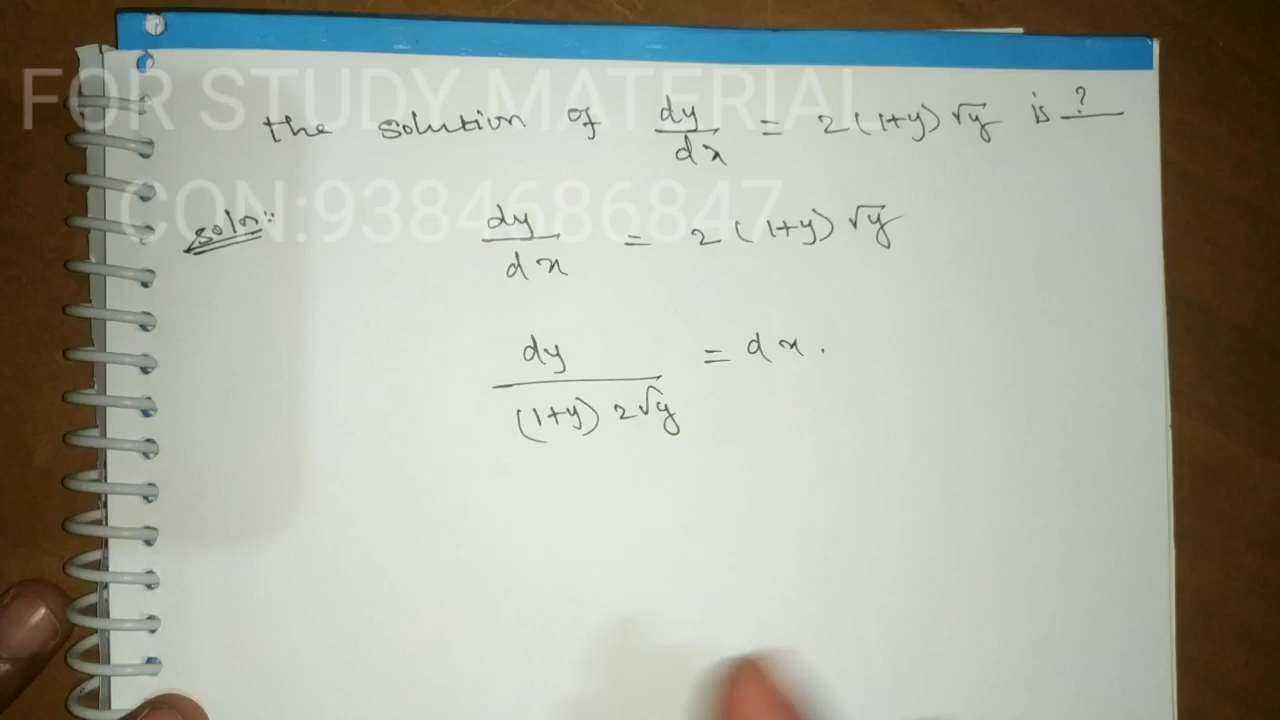 FOR STUDY MATERIAL
the solution of dy/dx = 2(1+y)√y is ?
CON:9384686847
soln:
dy/dx = 2(1+y)√y
dy/(1+y)2√y = dx.